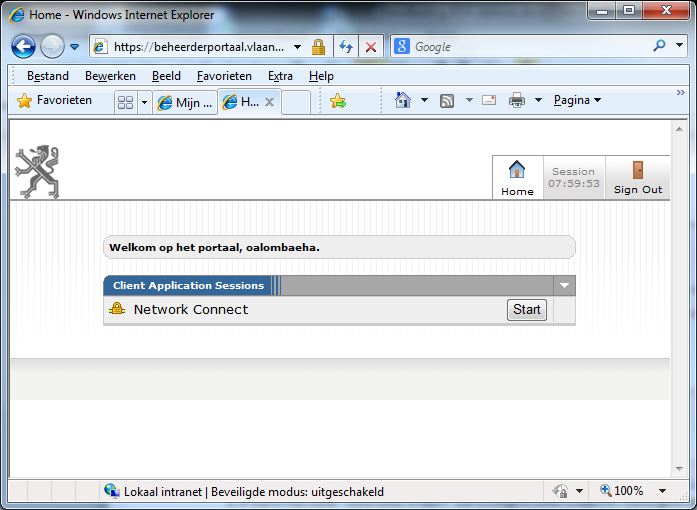 Home - Windows Internet Explorer
https://beheerderportaal.vlaan...
Google
Bestand Bewerken Beeld Favorieten Extra Help
Favorieten Mijn ... H... Pagina
Home
Session
07:59:53
Sign Out
Welkom op het portaal, oalombaeha.
Client Application Sessions
Network Connect Start
Lokaal intranet | Beveiligde modus: uitgeschakeld 100%